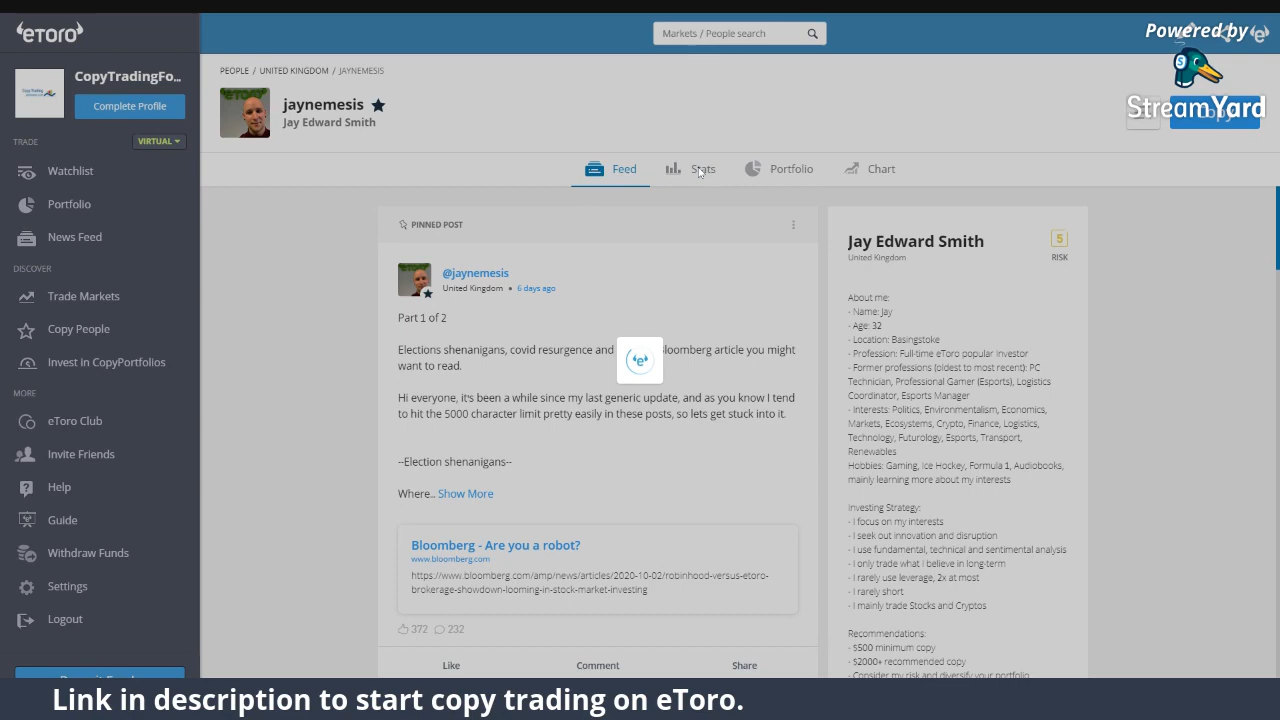 eToro
Markets / People search
Powered by
StreamYard
CopyTradingFo...
Complete Profile
TRADE
VIRTUAL
Watchlist
Portfolio
News Feed
DISCOVER
Trade Markets
Copy People
Invest in CopyPortfolios
MORE
eToro Club
Invite Friends
Help
Guide
Withdraw Funds
Settings
Logout
PEOPLE / UNITED KINGDOM / JAYNEMESIS
jaynemesis
Jay Edward Smith
Copy
Feed
Stats
Portfolio
Chart
PINNED POST
@jaynemesis
United Kingdom • 6 days ago
Part 1 of 2
Elections shenanigans, covid resurgence and Bloomberg article you might
want to read.
Hi everyone, it's been a while since my last generic update, and as you know I tend
to hit the 5000 character limit pretty easily in these posts, so lets get stuck into it.
--Election shenanigans--
Where.. Show More
Bloomberg - Are you a robot?
www.bloomberg.com
https://www.bloomberg.com/amp/news/articles/2020-10-02/robinhood-versus-etoro-
brokerage-showdown-looming-in-stock-market-investing
372 232
Like
Comment
Share
Jay Edward Smith
United Kingdom
5
RISK
About me:
- Name: Jay
- Age: 32
- Location: Basingstoke
- Profession: Full-time eToro popular Investor
- Former professions (oldest to most recent): PC
Technician, Professional Gamer (Esports), Logistics
Coordinator, Esports Manager
- Interests: Politics, Environmentalism, Economics,
Markets, Ecosystems, Crypto, Finance, Logistics,
Technology, Futurology, Esports, Transport,
Renewables
Hobbies: Gaming, Ice Hockey, Formula 1, Audiobooks,
mainly learning more about my interests
Investing Strategy:
- I focus on my interests
- I seek out innovation and disruption
- I use fundamental, technical and sentimental analysis
- I only trade what I believe in long-term
- I rarely use leverage, 2x at most
- I rarely short
- I mainly trade Stocks and Cryptos
Recommendations:
- $500 minimum copy
- $2000+ recommended copy
- Consider my risk and diversify your portfolio
Link in description to start copy trading on eToro.